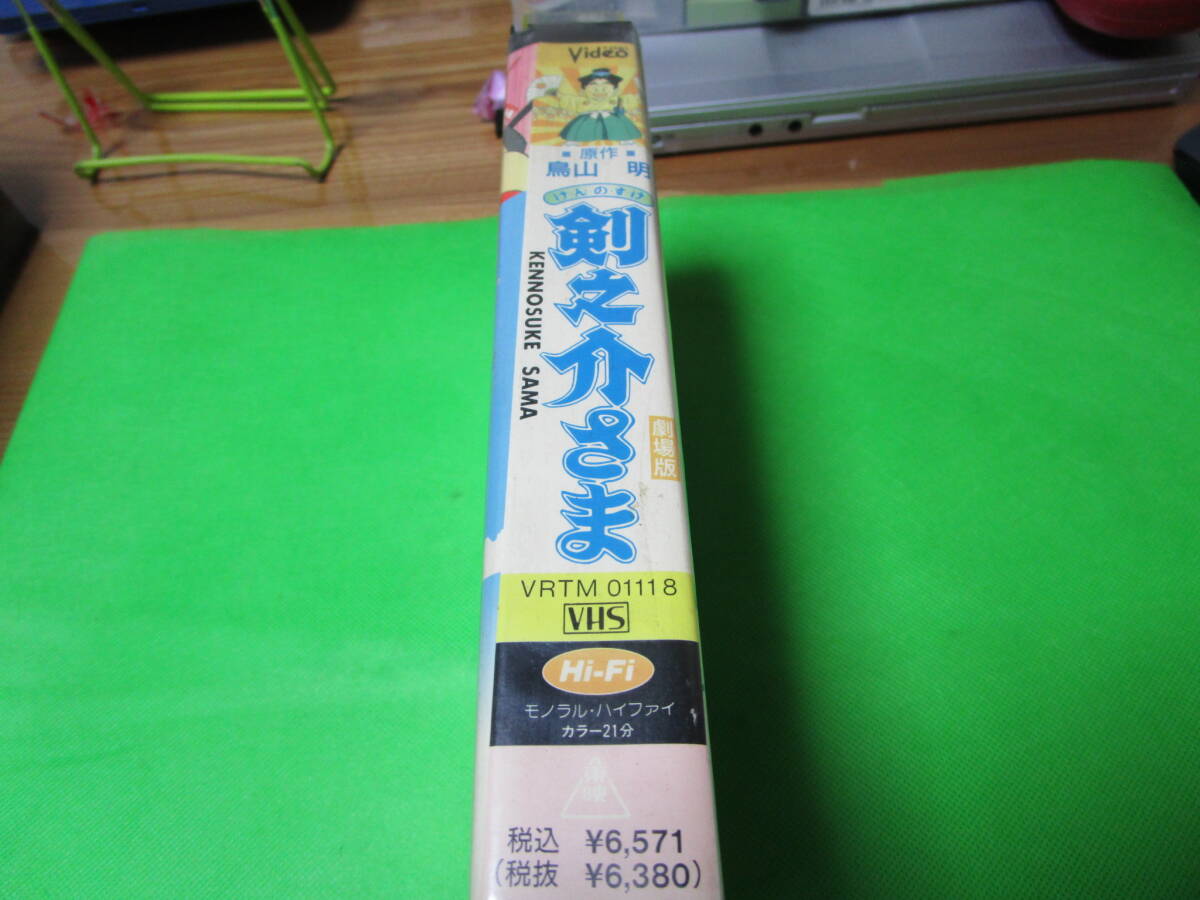 Video
■原作■
鳥山 明
けんのすけ
剣之介さま
KENNOSUKE SAMA
劇場版
VRTM 01118
VHS
Hi-Fi
モノラル・ハイファイ
カラー21分
東映
税込 ¥6,571
(税抜 ¥6,380)